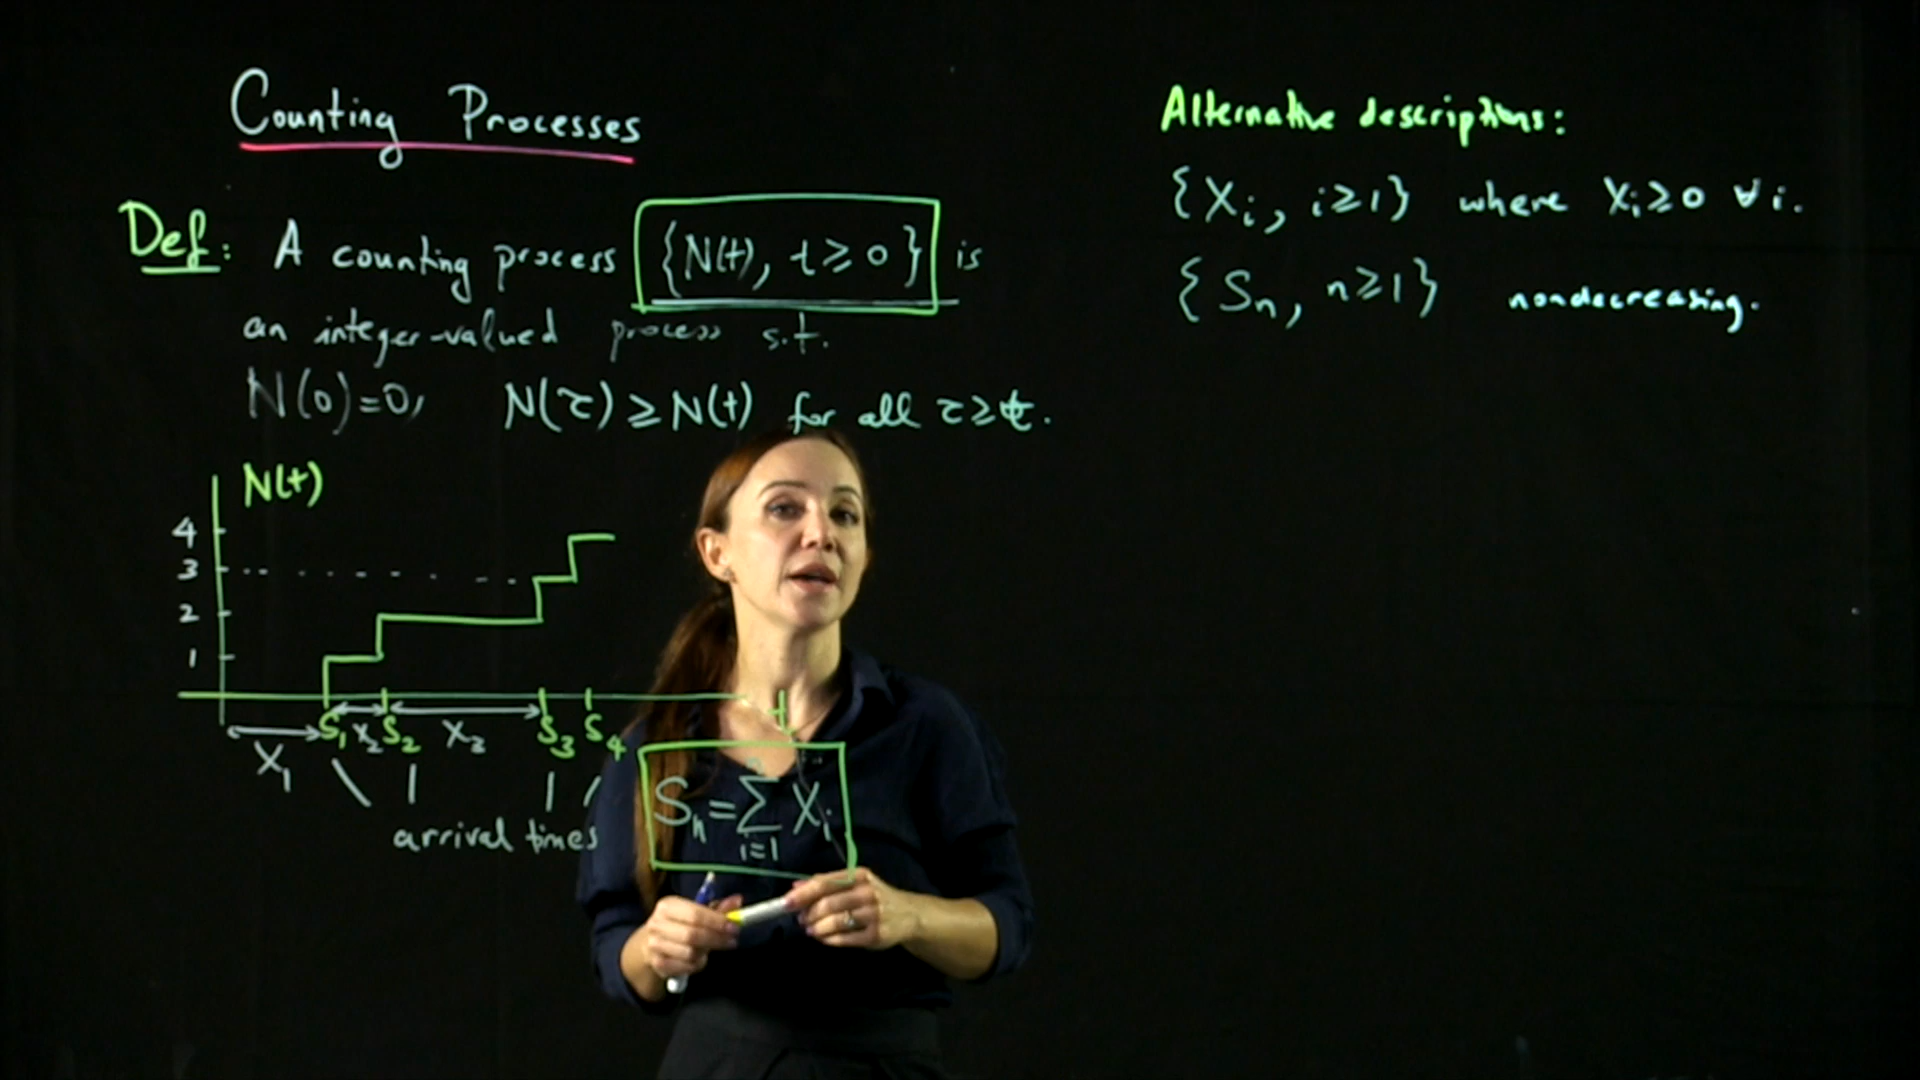 Counting Processes
Def: A counting process {N(t), t ≥ 0} is
an integer-valued process s.t.
N(0)=0, N(τ) ≥ N(t) for all τ ≥ t.
N(t)
4
3
2
1
S₁ X₂ S₂ X₃ S₃ S₄ t
X₁
arrival times
Sₙ = ∑ⁿᵢ₌₁ Xᵢ
Alternative descriptions:
{Xᵢ, i≥1} where Xᵢ≥0 ∀i.
{Sₙ, n≥1} nondecreasing.